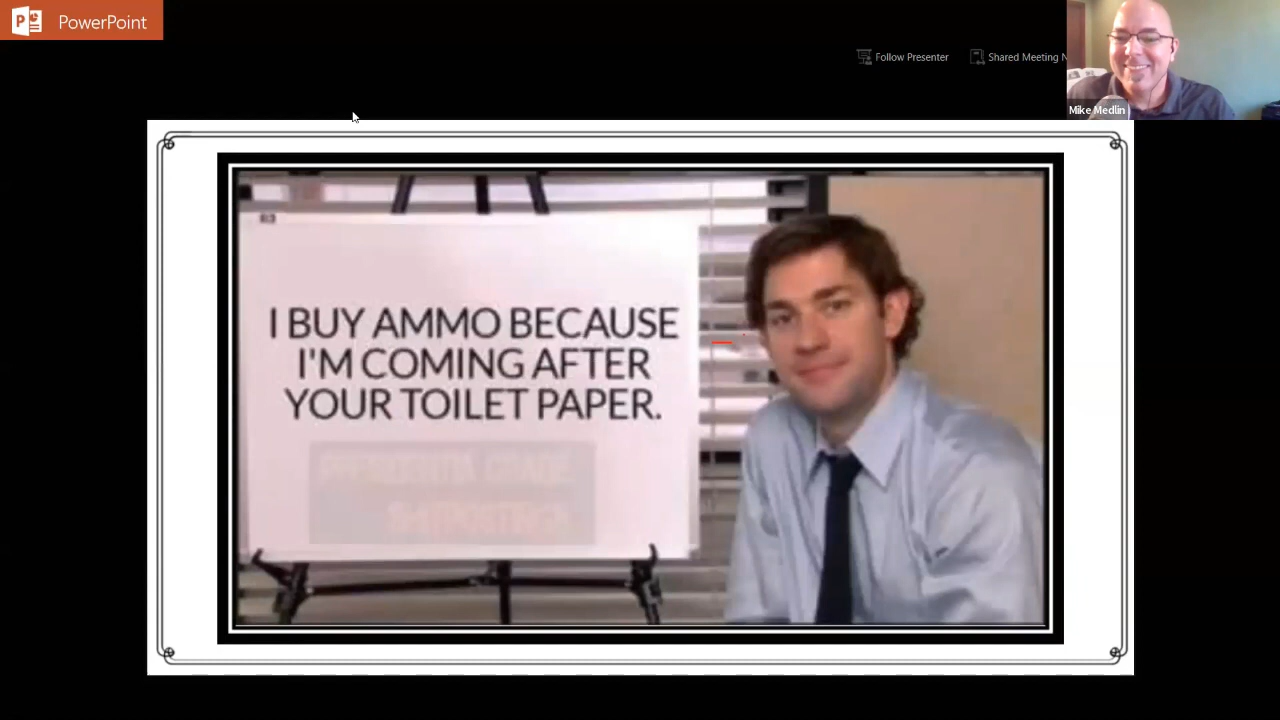 PowerPoint
Follow Presenter
Shared Meeting N
Mike Medlin
I BUY AMMO BECAUSE
I'M COMING AFTER
YOUR TOILET PAPER.